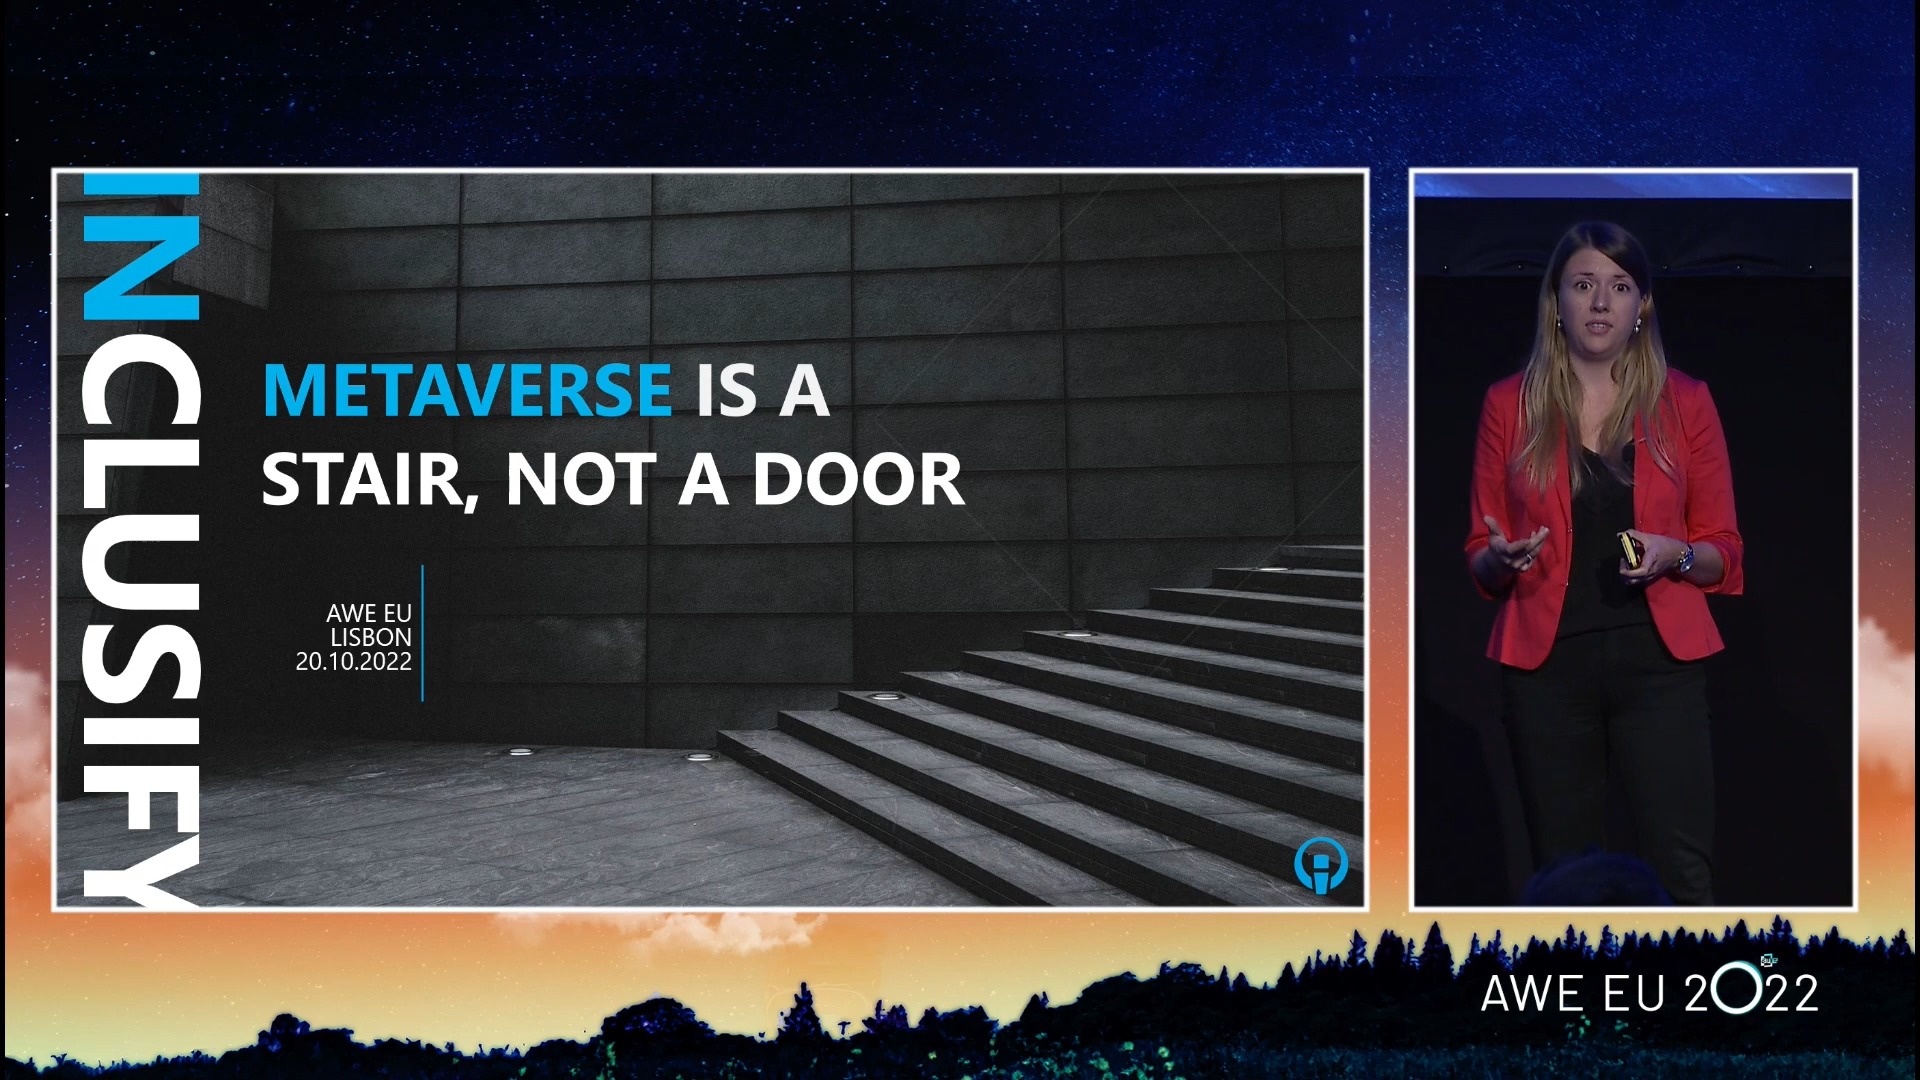 INCLUSIFY
METAVERSE IS A
STAIR, NOT A DOOR
AWE EU
LISBON
20.10.2022
AWE EU 2022